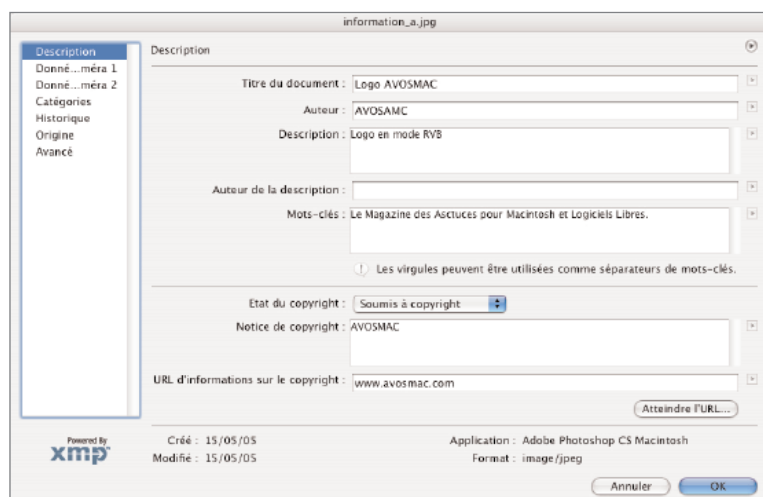 information_a.jpg
Description
Donné...méra 1
Donné...méra 2
Catégories
Historique
Origine
Avancé
Description
Titre du document : Logo AVOSMAC
Auteur : AVOSAMC
Description : Logo en mode RVB
Auteur de la description :
Mots-clés : Le Magazine des Asctuces pour Macintosh et Logiciels Libres.
Les virgules peuvent être utilisées comme séparateurs de mots-clés.
Etat du copyright : Soumis à copyright
Notice de copyright : AVOSMAC
URL d'informations sur le copyright : www.avosmac.com
Atteindre l'URL...
Powered By
xmp
Créé : 15/05/05
Modifié : 15/05/05
Application : Adobe Photoshop CS Macintosh
Format : image/jpeg
Annuler
OK